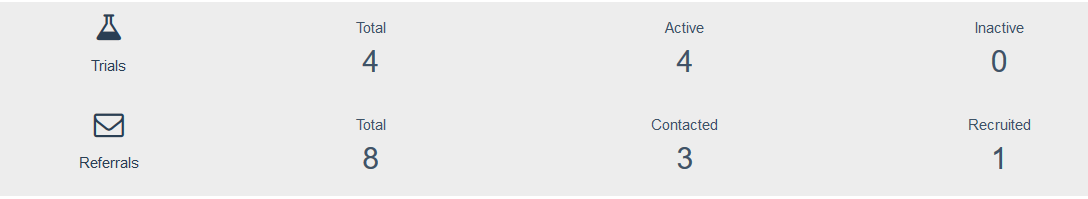 Total Active Inactive
Trials 4 4 0
Total Contacted Recruited
Referrals 8 3 1